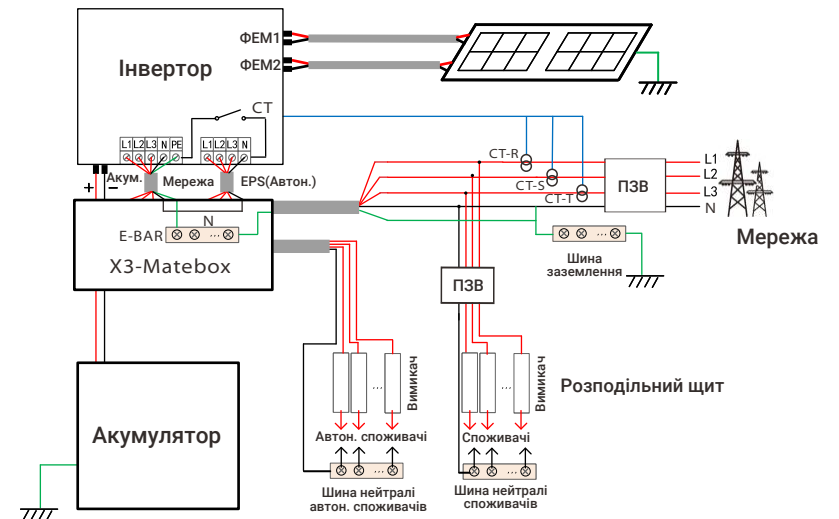 ФЕМ1
Інвертор
ФЕМ2
СТ
L1 L2 L3 N PE
L1 L2 L3 N
Акум.
Мережа
EPS(Автон.)
+ –
N
E-BAR
...
X3-Matebox
CT-R
CT-S
CT-T
ПЗВ
L1
L2
L3
N
Мережа
...
Шина
заземлення
ПЗВ
...
Вимикач
...
Вимикач
Розподільний щит
Акумулятор
Автон. споживачі
Споживачі
...
...
Шина нейтралі
автон. споживачів
Шина нейтралі
споживачів